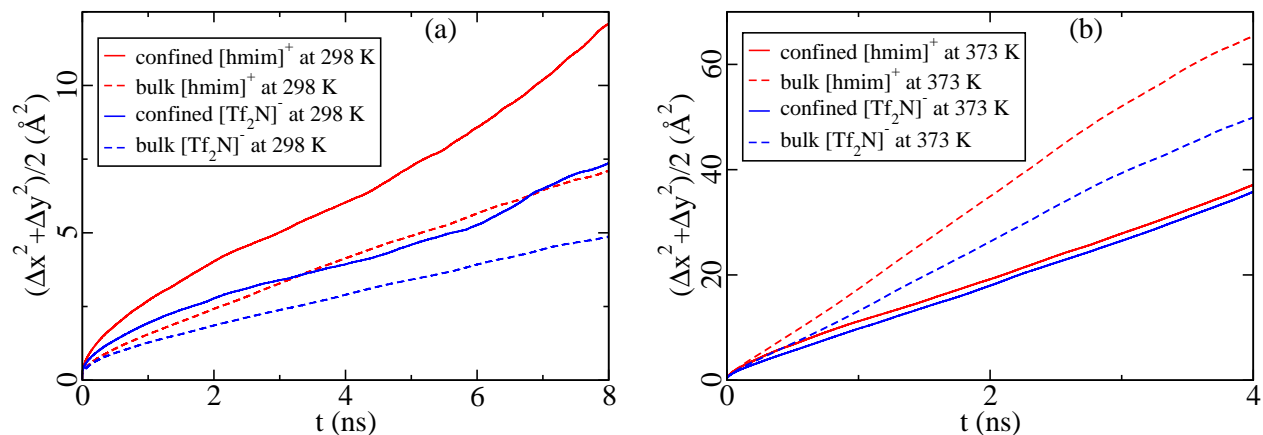 (a)
confined [hmim]⁺ at 298 K
bulk [hmim]⁺ at 298 K
confined [Tf₂N]⁻ at 298 K
bulk [Tf₂N]⁻ at 298 K
(Δx²+Δy²)/2 (Å²)
10
5
0
0 2 4 6 8
t (ns)
(b)
confined [hmim]⁺ at 373 K
bulk [hmim]⁺ at 373 K
confined [Tf₂N]⁻ at 373 K
bulk [Tf₂N]⁻ at 373 K
(Δx²+Δy²)/2 (Å²)
60
40
20
0
0 2 4
t (ns)